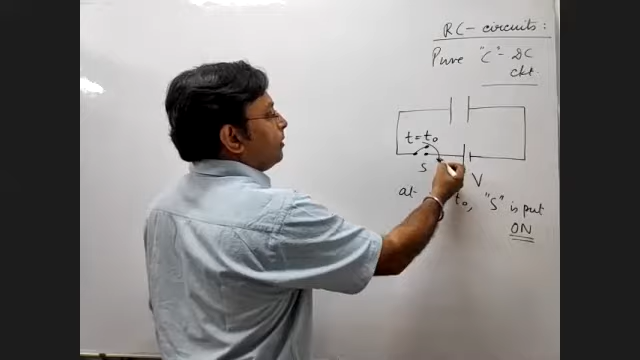 RC - circuits:
Pure "C" - DC
ckt.
t = t₀
S
V
at t₀, "S" is put
ON